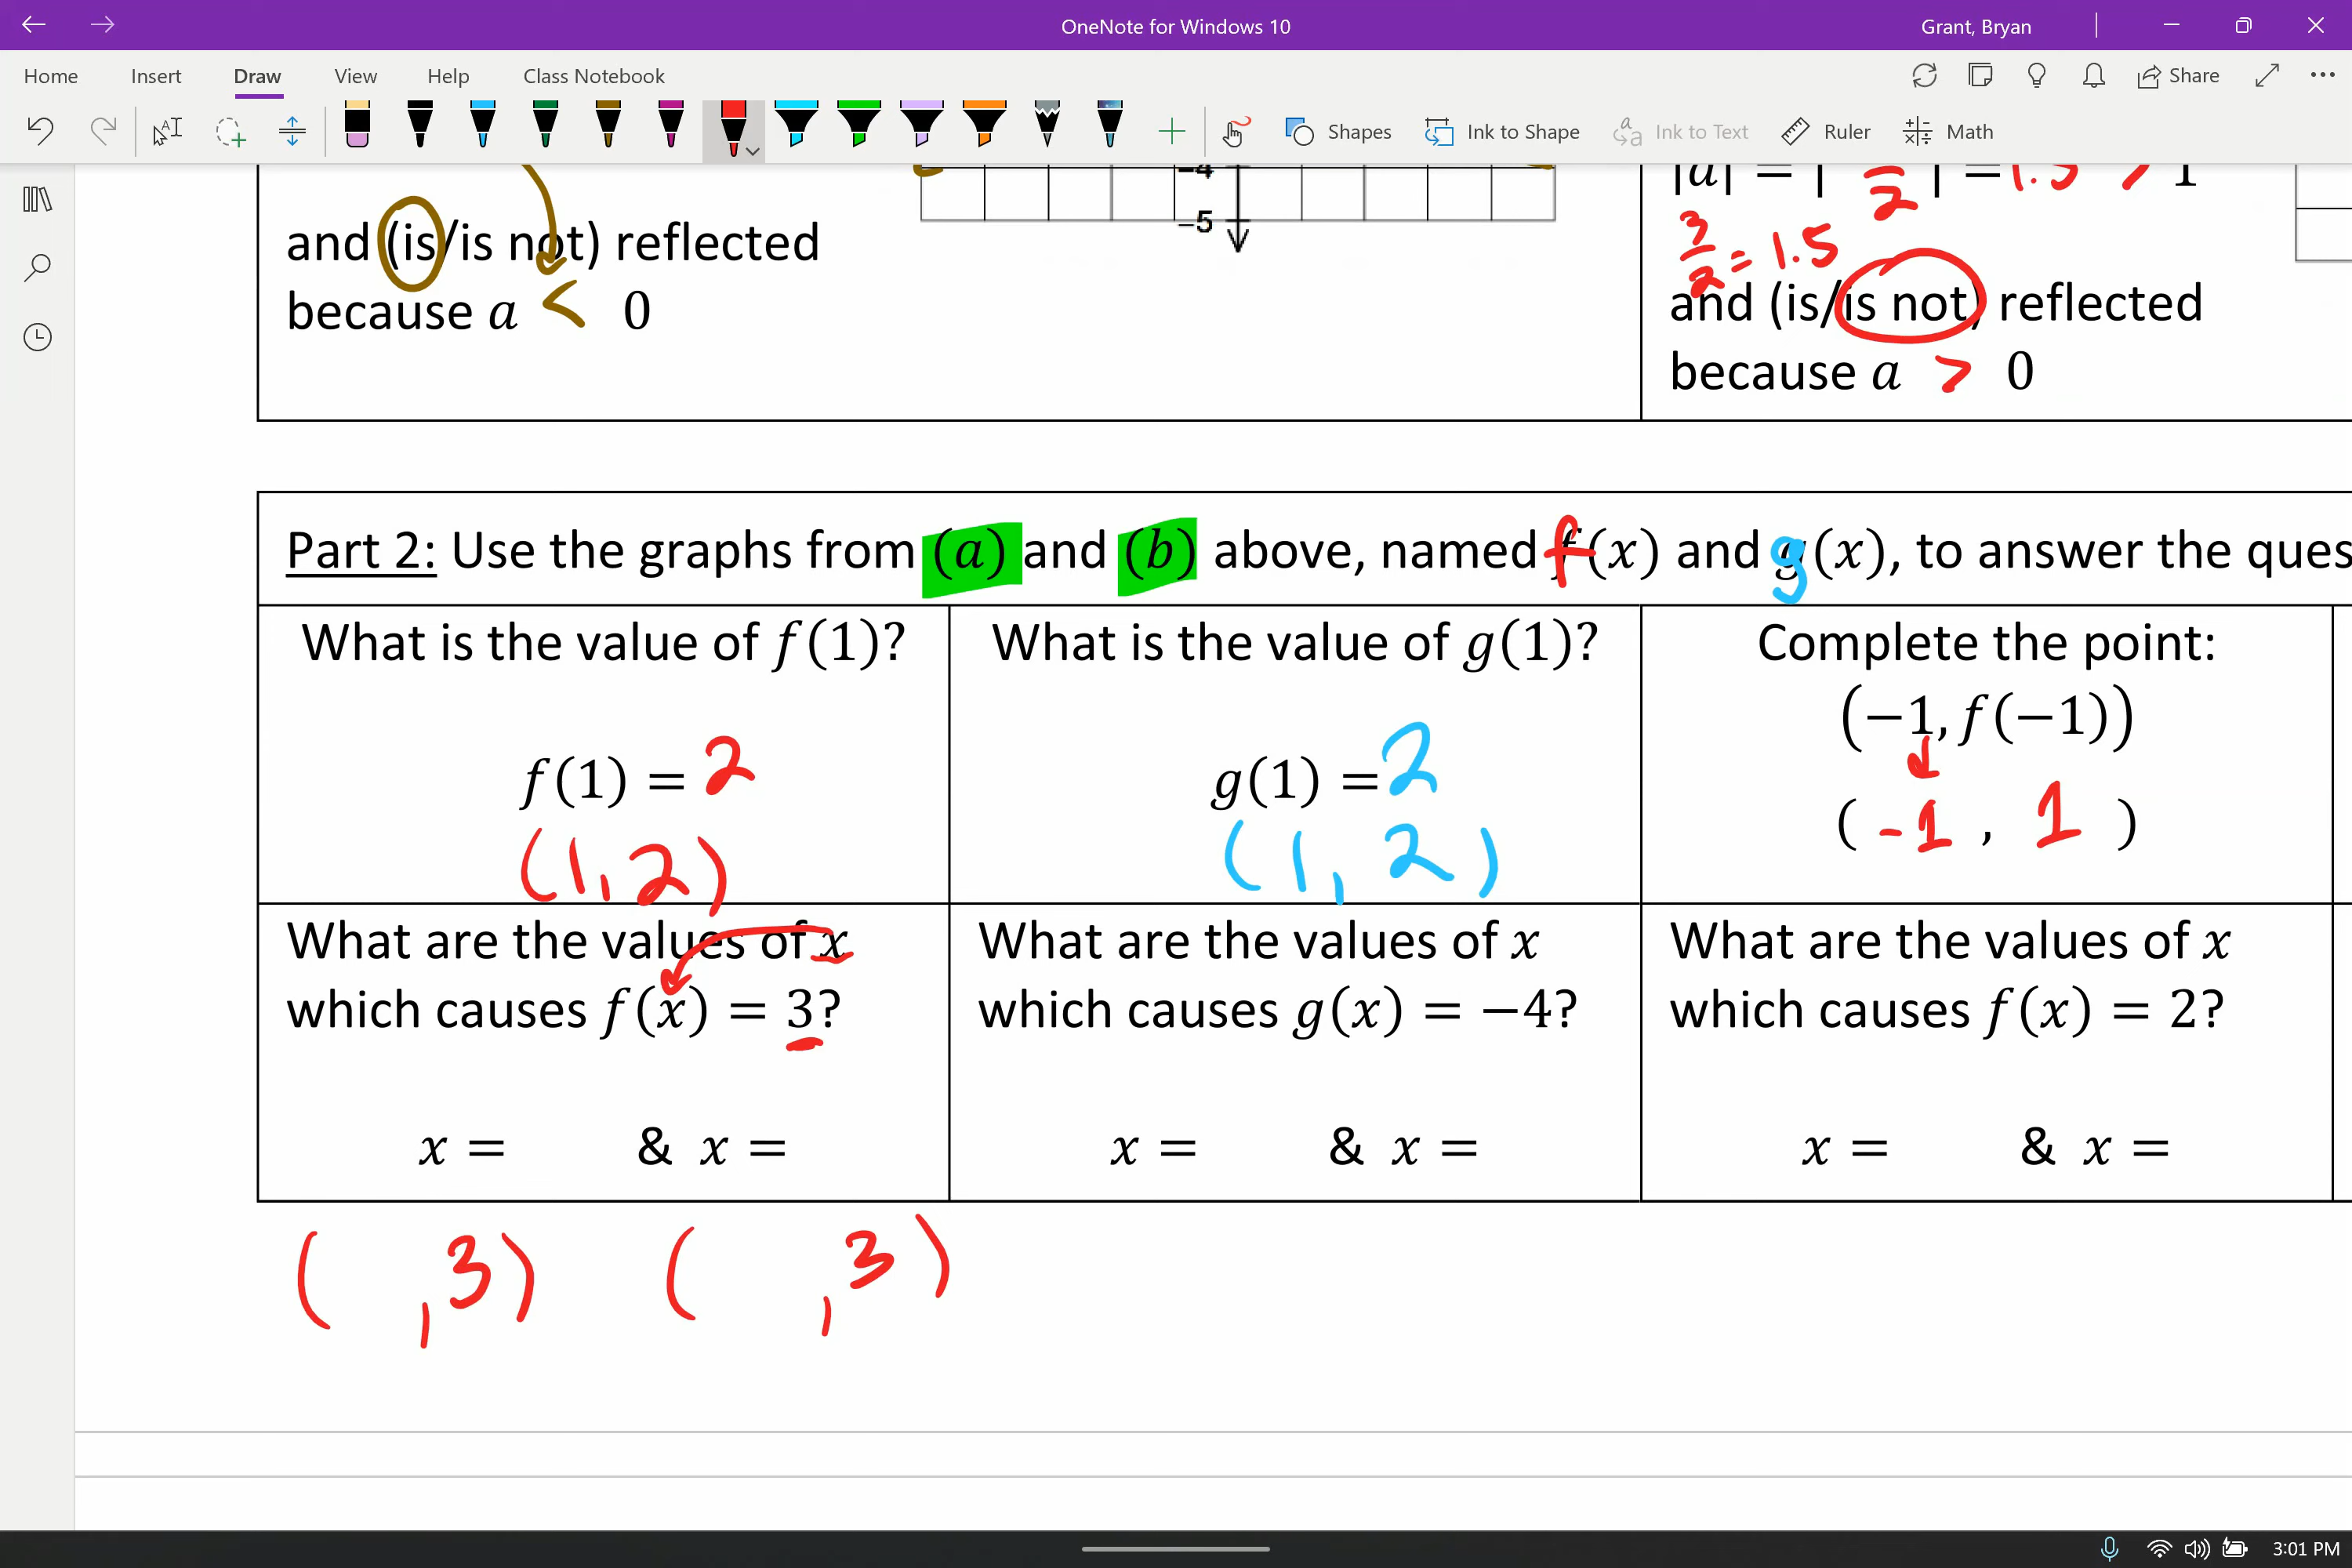 OneNote for Windows 10
Grant, Bryan
Home Insert Draw View Help Class Notebook
Share
Shapes Ink to Shape Ink to Text Ruler Math
-4
-5
and (is/is not) reflected
because a < 0
|a| = | /2 | = 1.5 > 1
3/2 = 1.5
and (is/is not) reflected
because a > 0
Part 2: Use the graphs from (a) and (b) above, named f(x) and g(x), to answer the ques
What is the value of f(1)?
f(1) = 2
(1,2)
What is the value of g(1)?
g(1) = 2
(1, 2)
Complete the point:
(−1, f(−1))
( -1 , 1 )
What are the values of x
which causes f(x) = 3?
x = & x =
What are the values of x
which causes g(x) = −4?
x = & x =
What are the values of x
which causes f(x) = 2?
x = & x =
( ,3) ( ,3)
3:01 PM